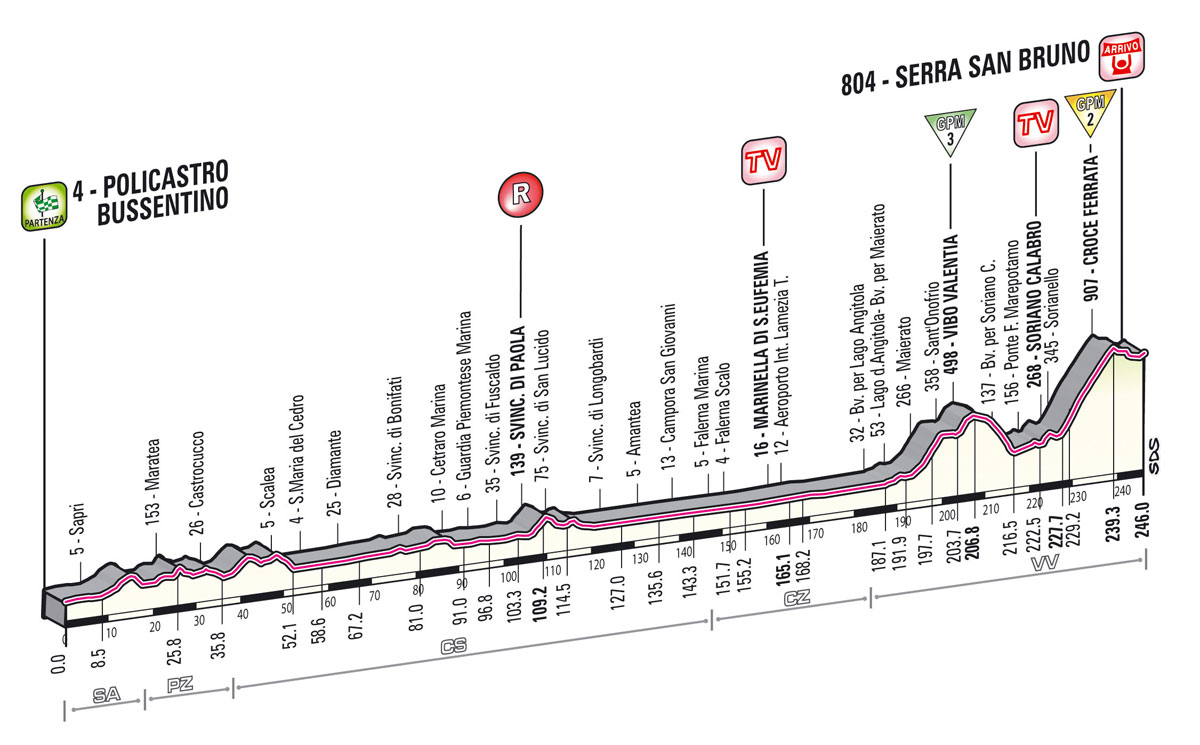 804 - SERRA SAN BRUNO
ARRIVO
GPM
3
TV
GPM
2
TV
R
PARTENZA
4 - POLICASTRO
BUSSENTINO
5 - Sapri
153 - Maratea
26 - Castrocucco
5 - Scalea
4 - S.Maria del Cedro
25 - Diamante
28 - Svinc. di Bonifati
10 - Cetraro Marina
6 - Guardia Piemontese Marina
35 - Svinc. di Fuscaldo
139 - SVINC. DI PAOLA
75 - Svinc. di San Lucido
7 - Svinc. di Longobardi
5 - Amantea
13 - Campora San Giovanni
5 - Falerna Marina
4 - Falerna Scalo
16 - MARINELLA DI S.EUFEMIA
12 - Aeroporto Int. Lamezia T.
32 - Bv. per Lago Angitola
53 - Lago d.Angitola- Bv. per Maierato
266 - Maierato
358 - Sant'Onofrio
498 - VIBO VALENTIA
137 - Bv. per Soriano C.
156 - Ponte F. Marepotamo
268 - SORIANO CALABRO
345 - Sorianello
907 - CROCE FERRATA
0 10 20 30 40 50 60 70 80 90 100 110 120 130 140 150 160 170 180 190 200 210 220 230 240
0.0 8.5 25.8 35.8 52.1 58.6 67.2 81.0 91.0 96.8 103.3 109.2 114.5 127.0 135.6 143.3 151.7 155.2 165.1 168.2 187.1 191.9 197.7 203.7 206.8 216.5 222.5 227.7 229.2 239.3 246.0
SDS
SA PZ CS CZ VV